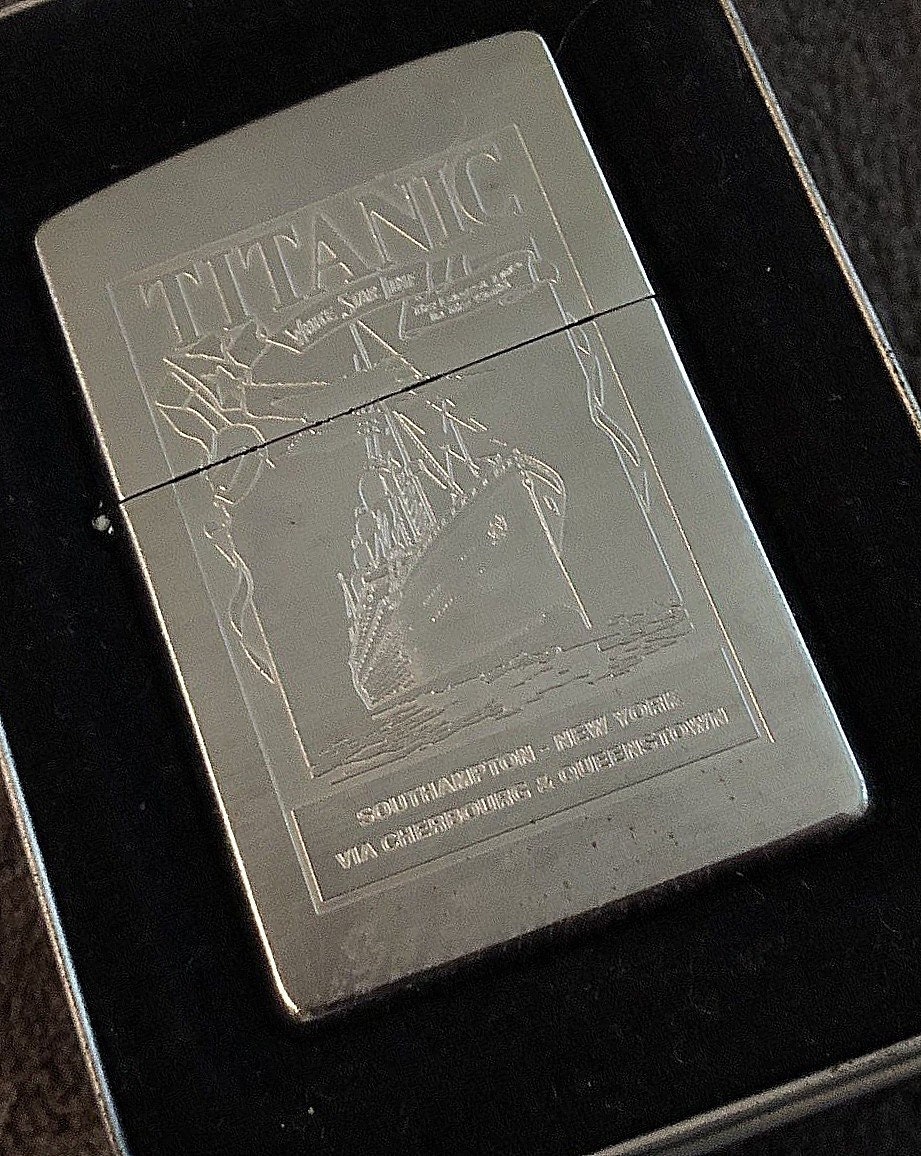 TITANIC
WHITE STAR LINE
SOUTHAMPTON - NEW YORK
VIA CHERBOURG & QUEENSTOWN